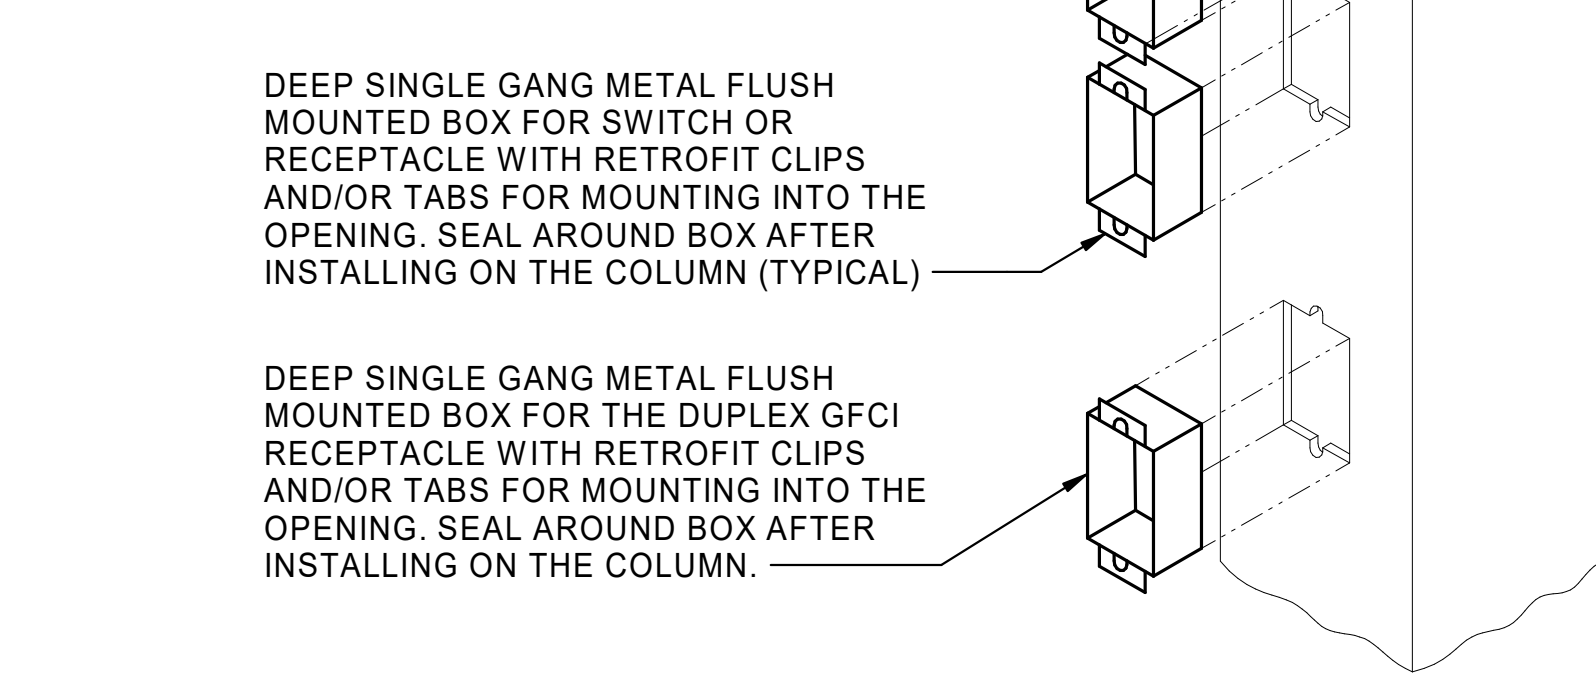 DEEP SINGLE GANG METAL FLUSH
MOUNTED BOX FOR SWITCH OR
RECEPTACLE WITH RETROFIT CLIPS
AND/OR TABS FOR MOUNTING INTO THE
OPENING. SEAL AROUND BOX AFTER
INSTALLING ON THE COLUMN (TYPICAL)
DEEP SINGLE GANG METAL FLUSH
MOUNTED BOX FOR THE DUPLEX GFCI
RECEPTACLE WITH RETROFIT CLIPS
AND/OR TABS FOR MOUNTING INTO THE
OPENING. SEAL AROUND BOX AFTER
INSTALLING ON THE COLUMN.